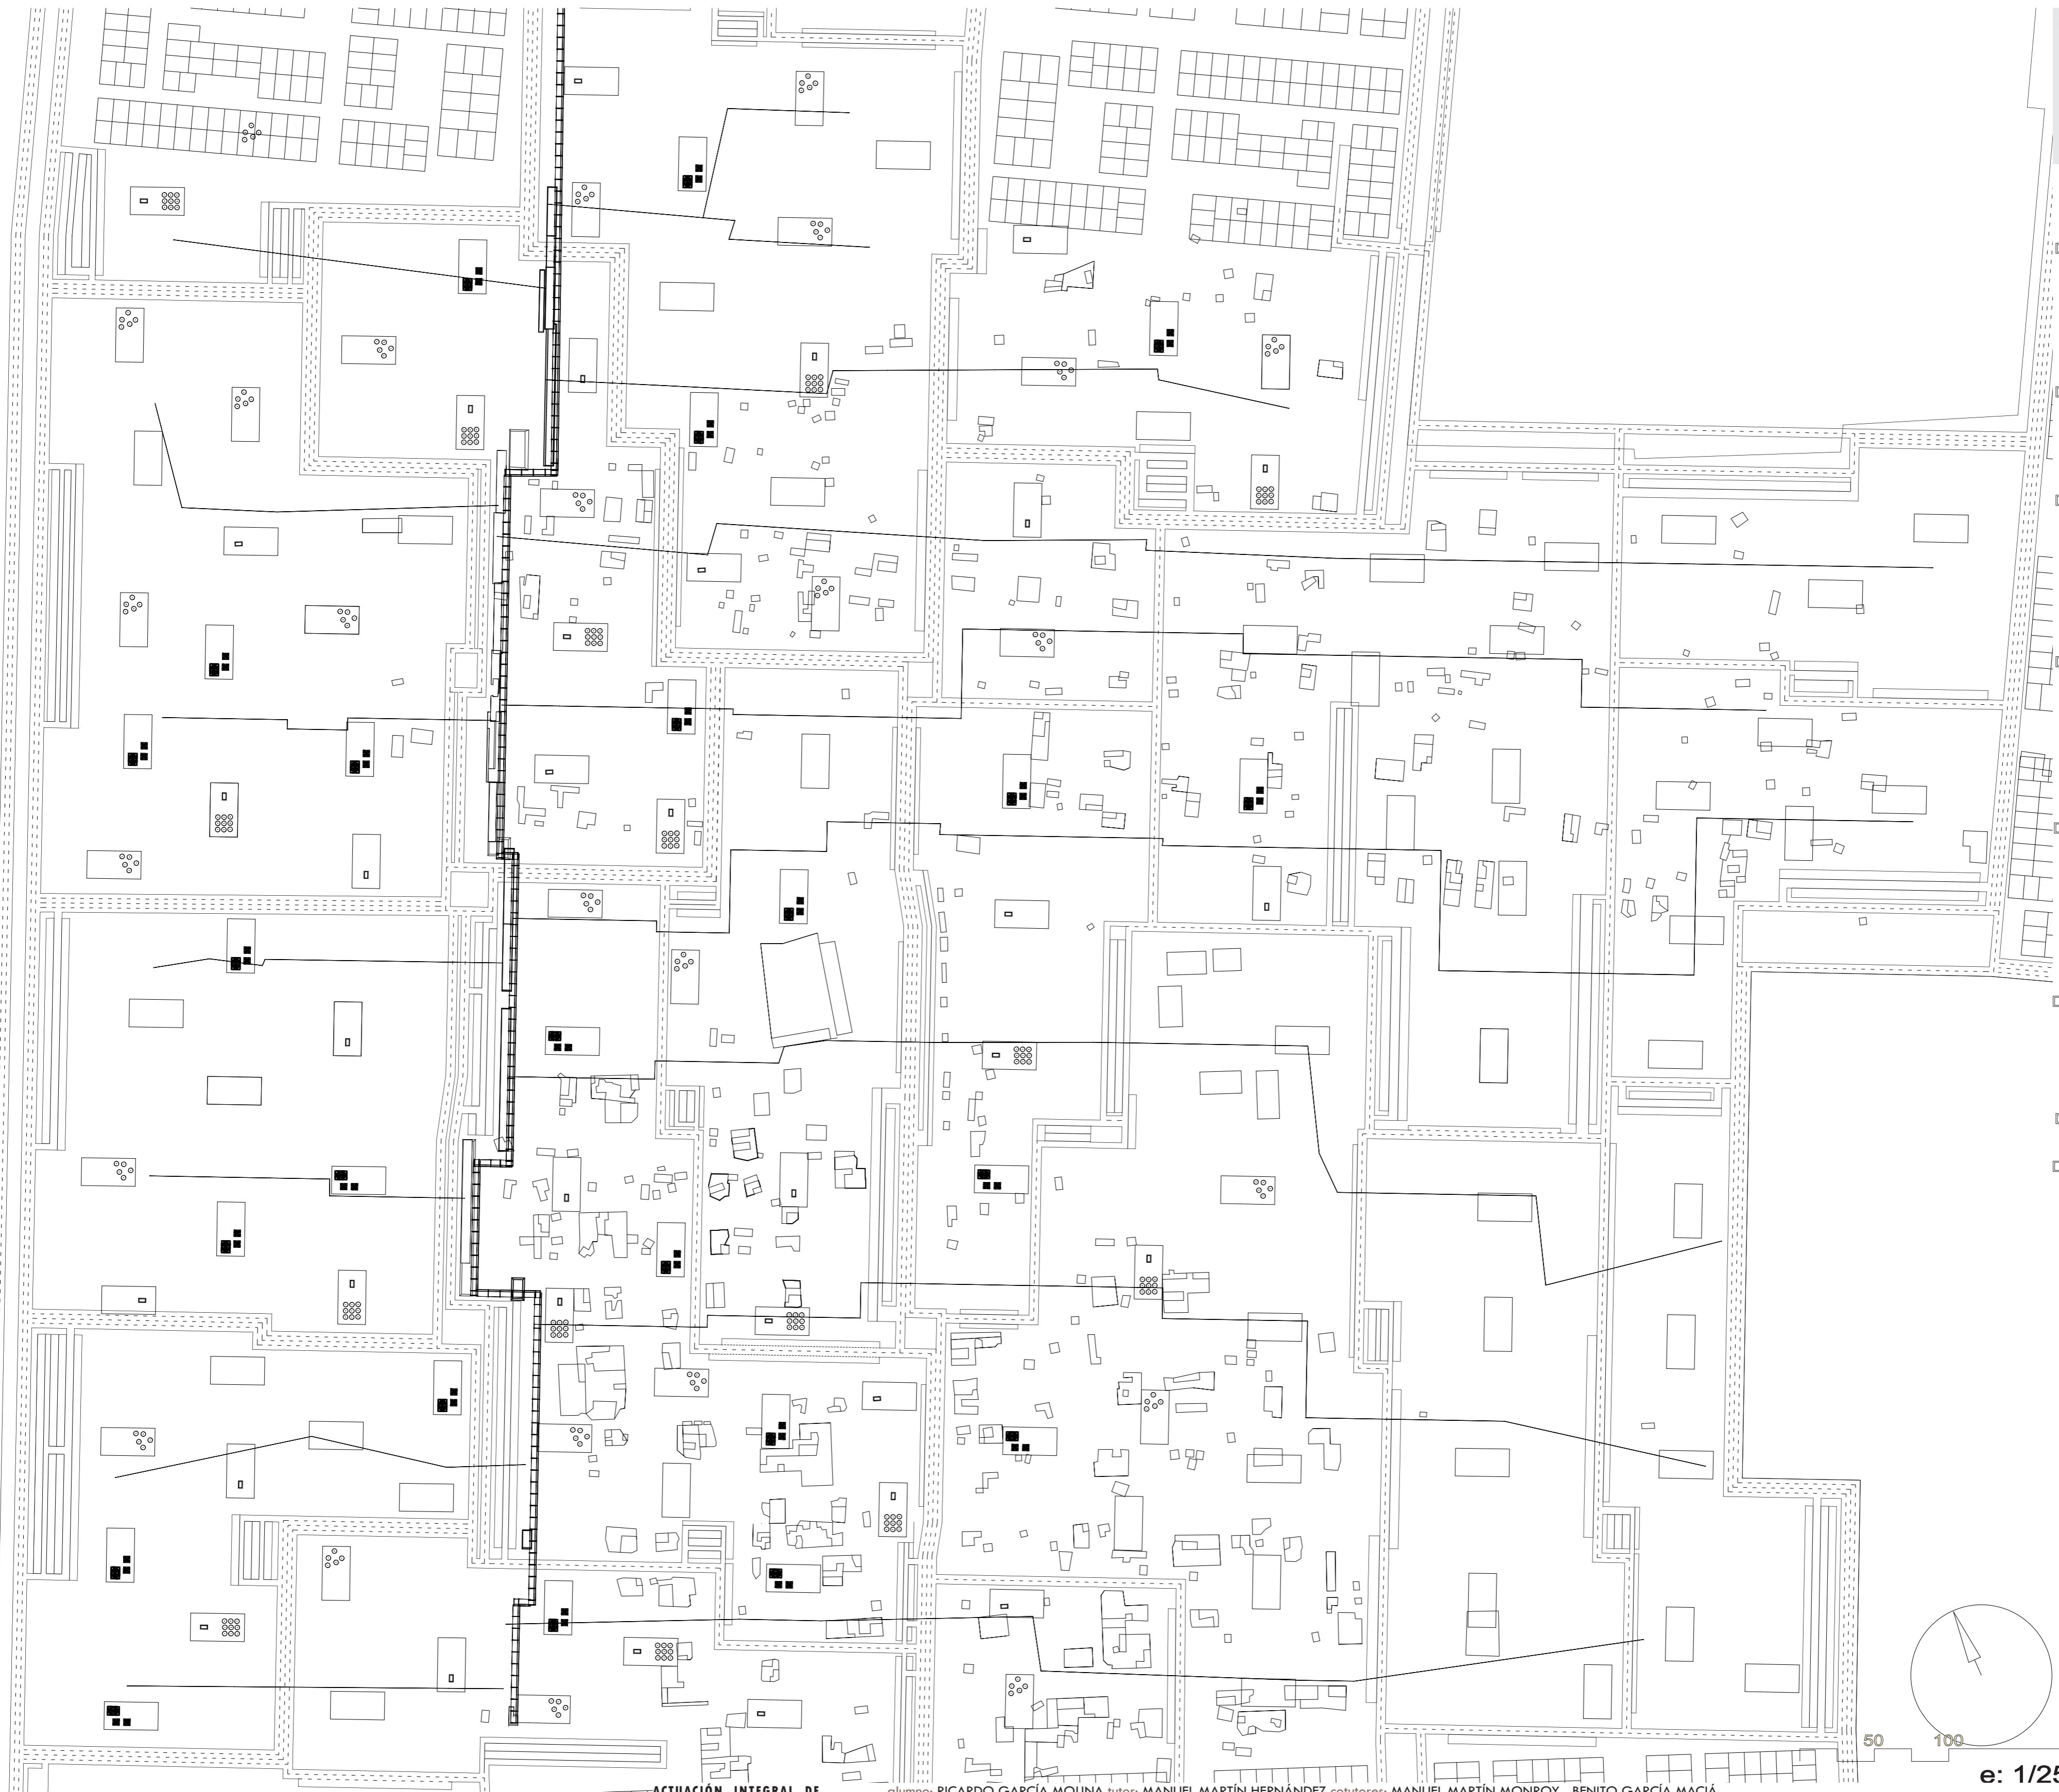 50 100
e: 1/25
ACTUACIÓN INTEGRAL DE
alumno: RICARDO GARCÍA MOLINA tutor: MANUEL MARTÍN HERNÁNDEZ cotutores: MANUEL MARTÍN MONROY BENITO GARCÍA MACIÁ